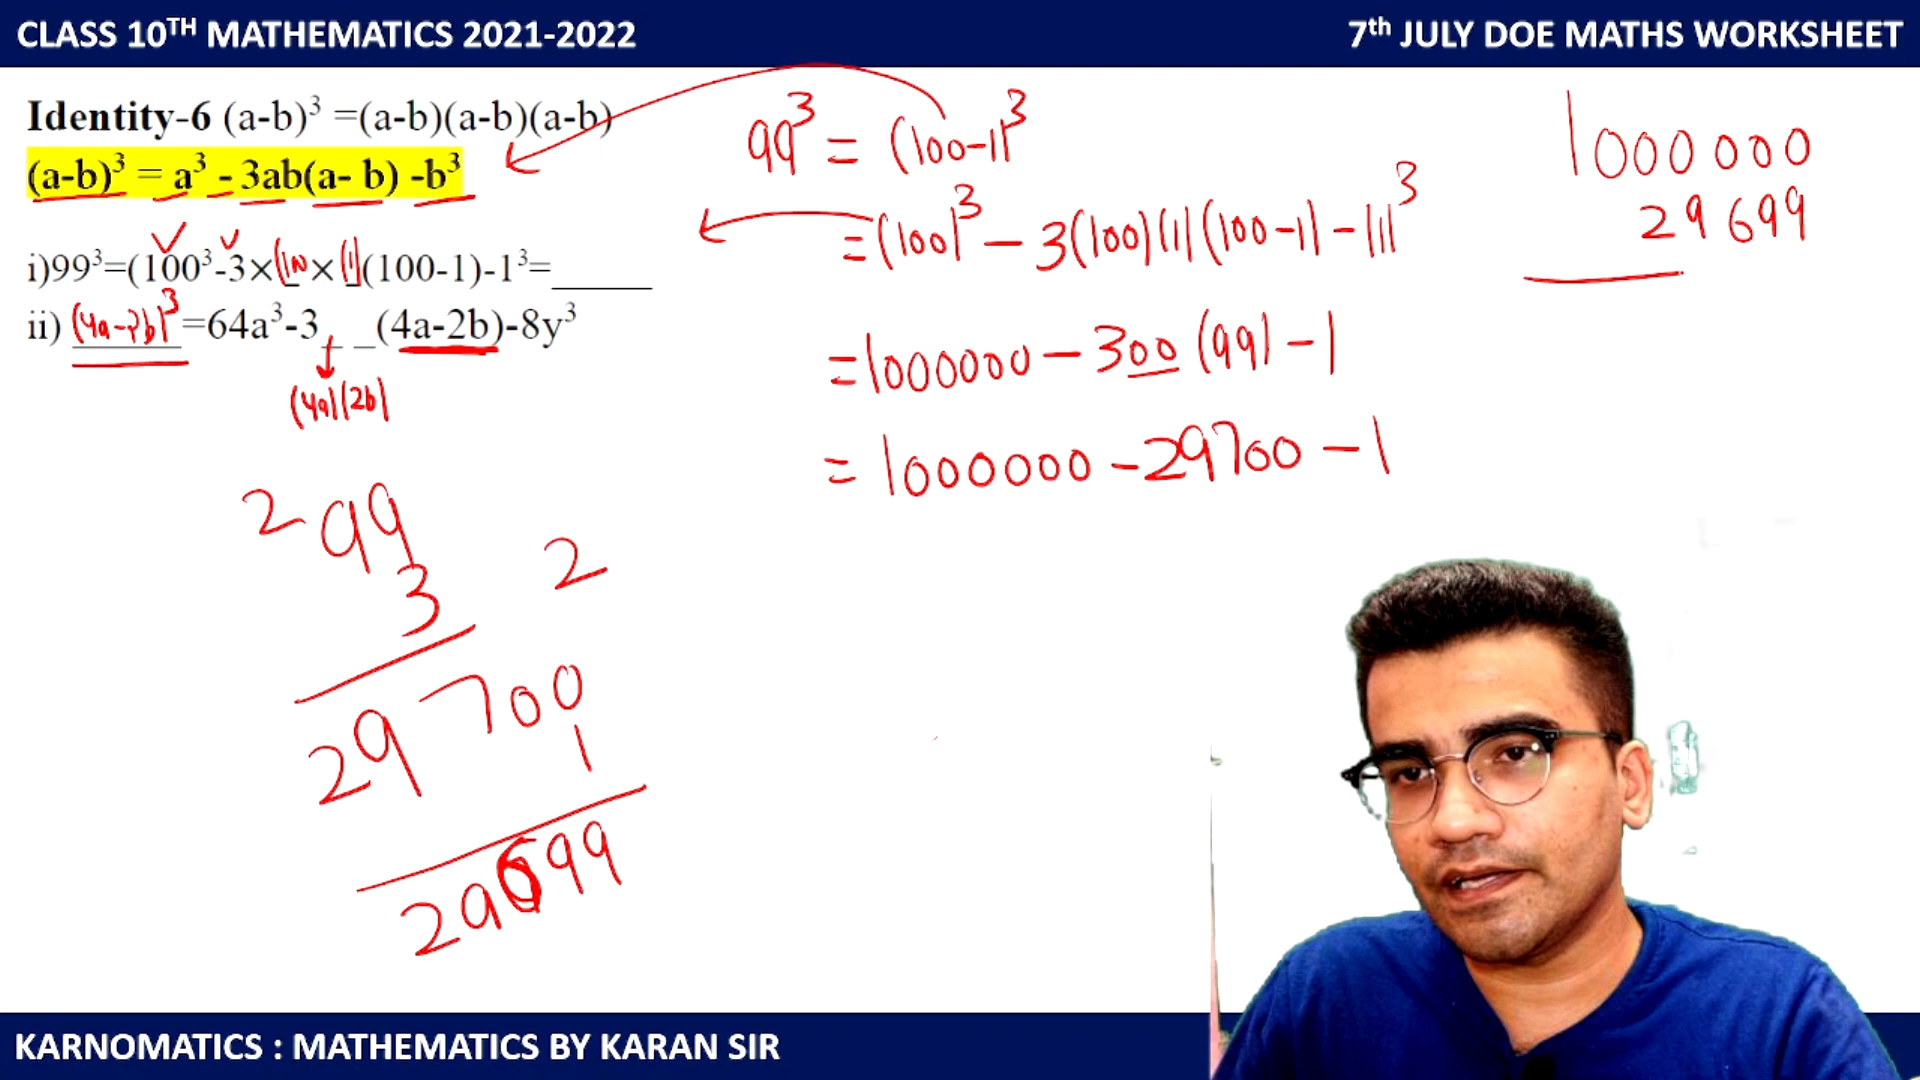 CLASS 10TH MATHEMATICS 2021-2022
7th JULY DOE MATHS WORKSHEET
Identity-6 (a-b)³ =(a-b)(a-b)(a-b)
(a-b)³ = a³ - 3ab(a- b) -b³
i)99³=(100³-3×(100×(1)(100-1)-1³=_____
ii) (4a-2b)³=64a³-3_ _(4a-2b)-8y³
(4a)(2b)
299
3
2
29700
1
29699
99³ = (100-1)³
=(100)³ - 3(100)(1)(100-1) - (1)³
=1000000 - 300 (99) - 1
= 1000000 - 29700 - 1
1000000
29699
KARNOMATICS : MATHEMATICS BY KARAN SIR